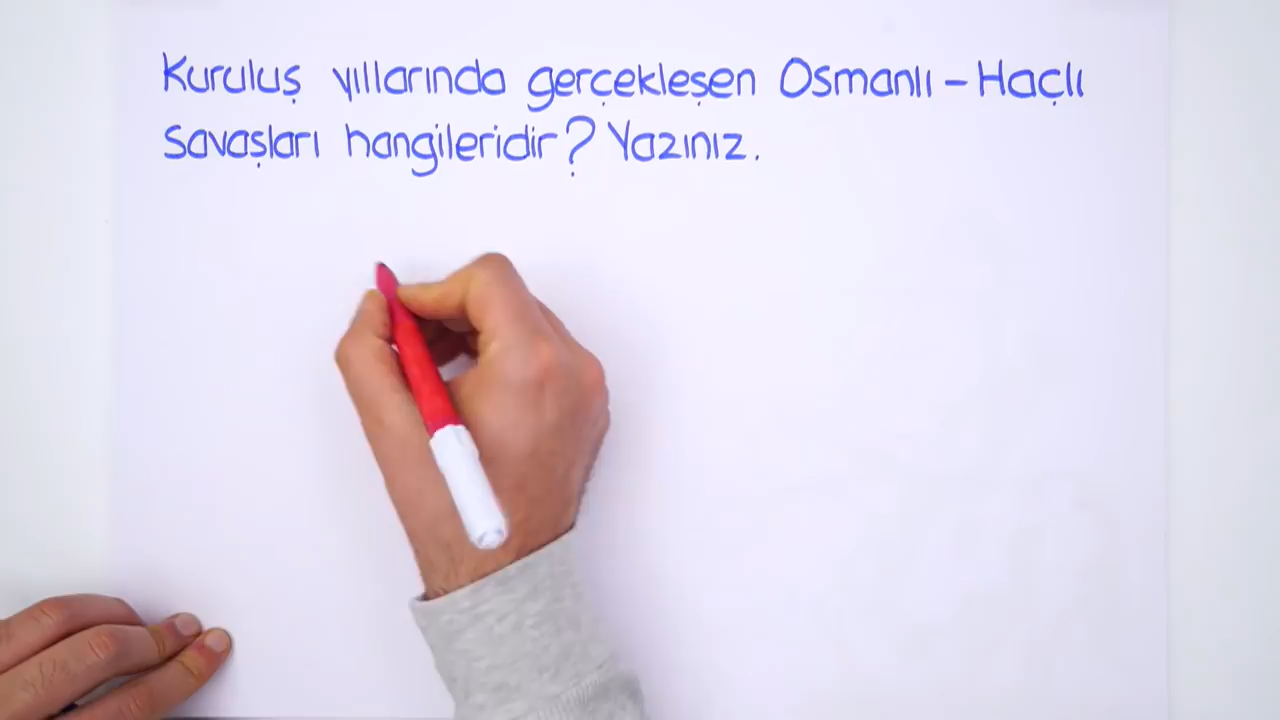 Kuruluş yıllarında gerçekleşen Osmanlı - Haçlı
savaşları hangileridir? Yazınız.